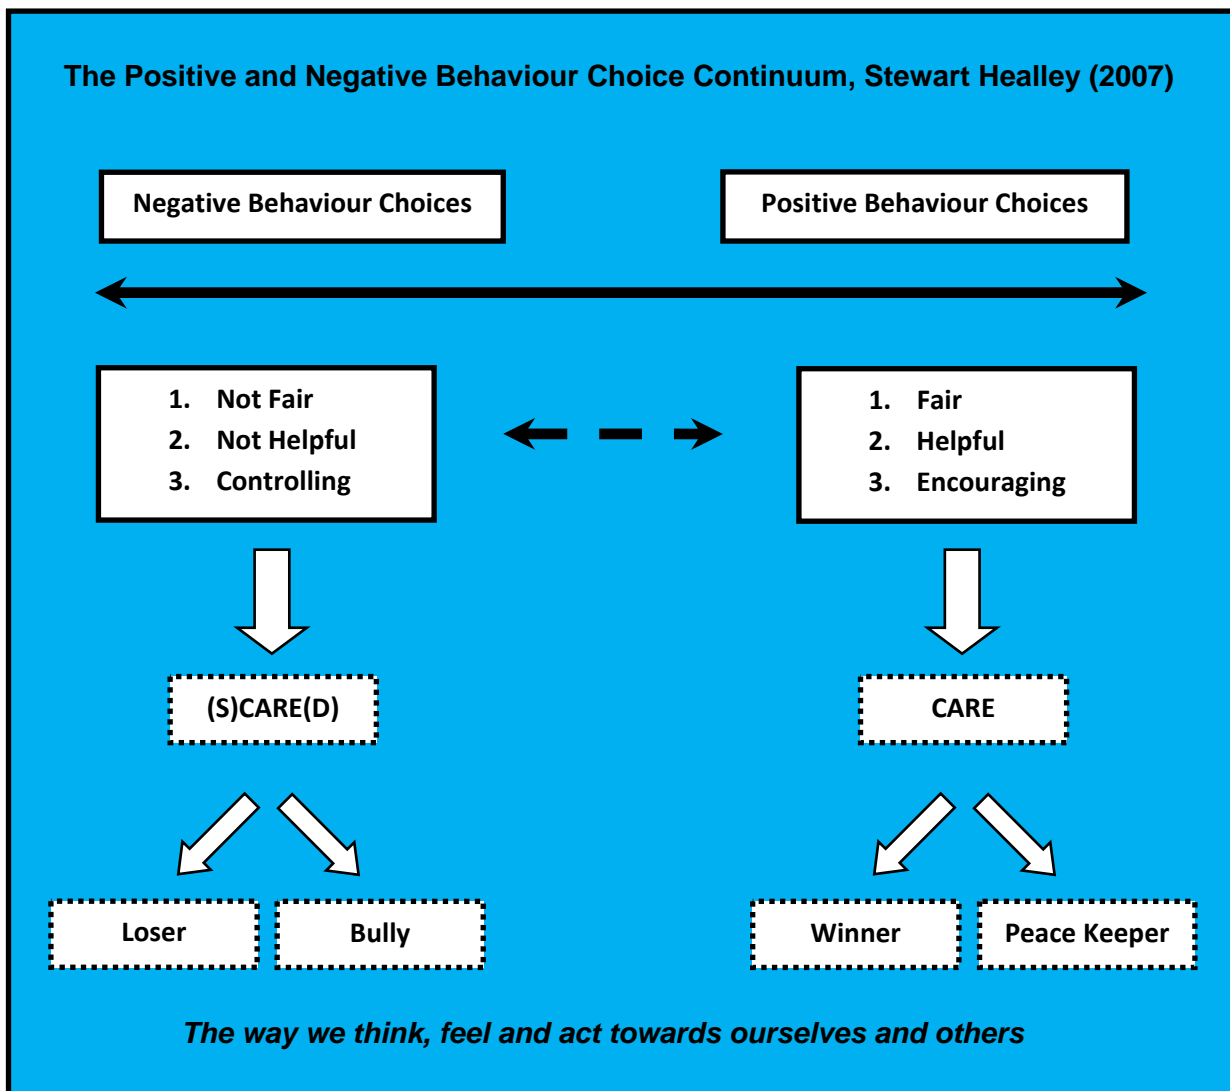 The Positive and Negative Behaviour Choice Continuum, Stewart Healley (2007)
Negative Behaviour Choices
Positive Behaviour Choices
1. Not Fair
2. Not Helpful
3. Controlling
1. Fair
2. Helpful
3. Encouraging
(S)CARE(D)
CARE
Loser
Bully
Winner
Peace Keeper
The way we think, feel and act towards ourselves and others